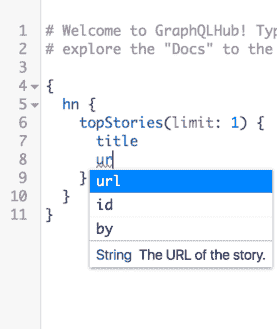 1 # Welcome to GraphQLHub! Typ
2 # explore the "Docs" to the
3
4 {
5 hn {
6 topStories(limit: 1) {
7 title
8 ur
9 }
url
10 }
id
11 }
by
String The URL of the story.